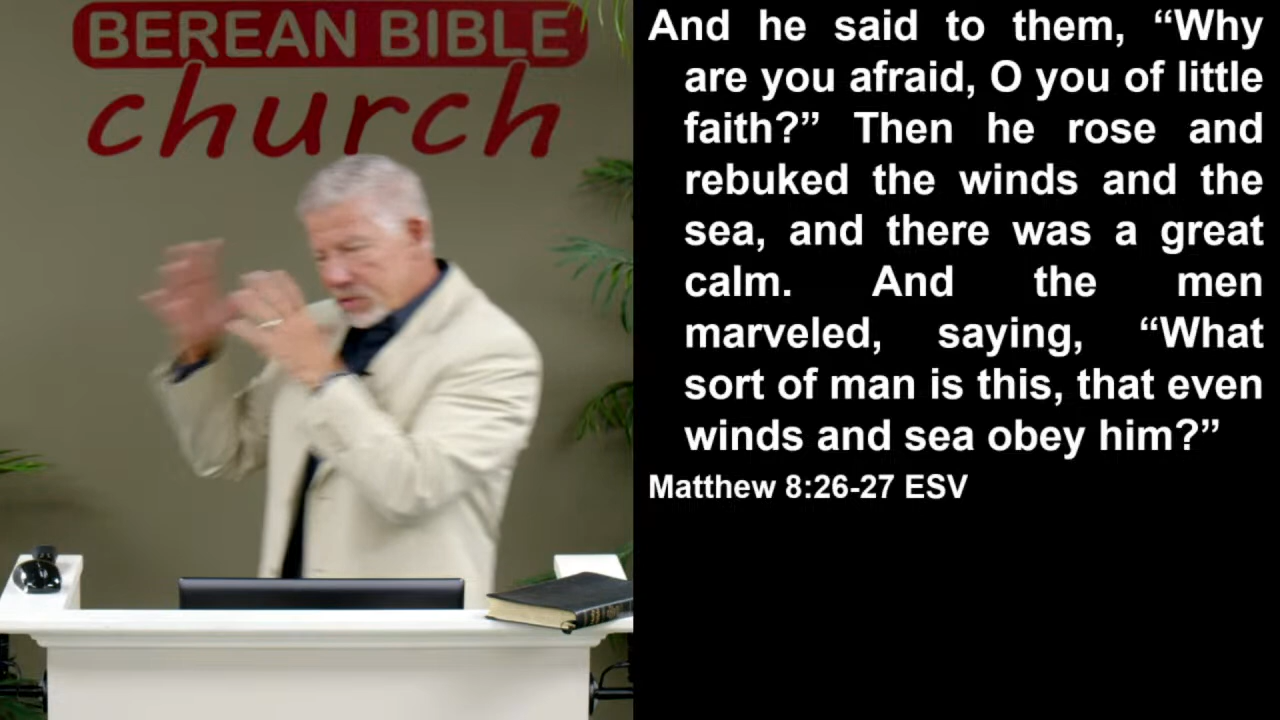 BEREAN BIBLE
church
And he said to them, “Why
are you afraid, O you of little
faith?” Then he rose and
rebuked the winds and the
sea, and there was a great
calm. And the men
marveled, saying, “What
sort of man is this, that even
winds and sea obey him?”
Matthew 8:26-27 ESV